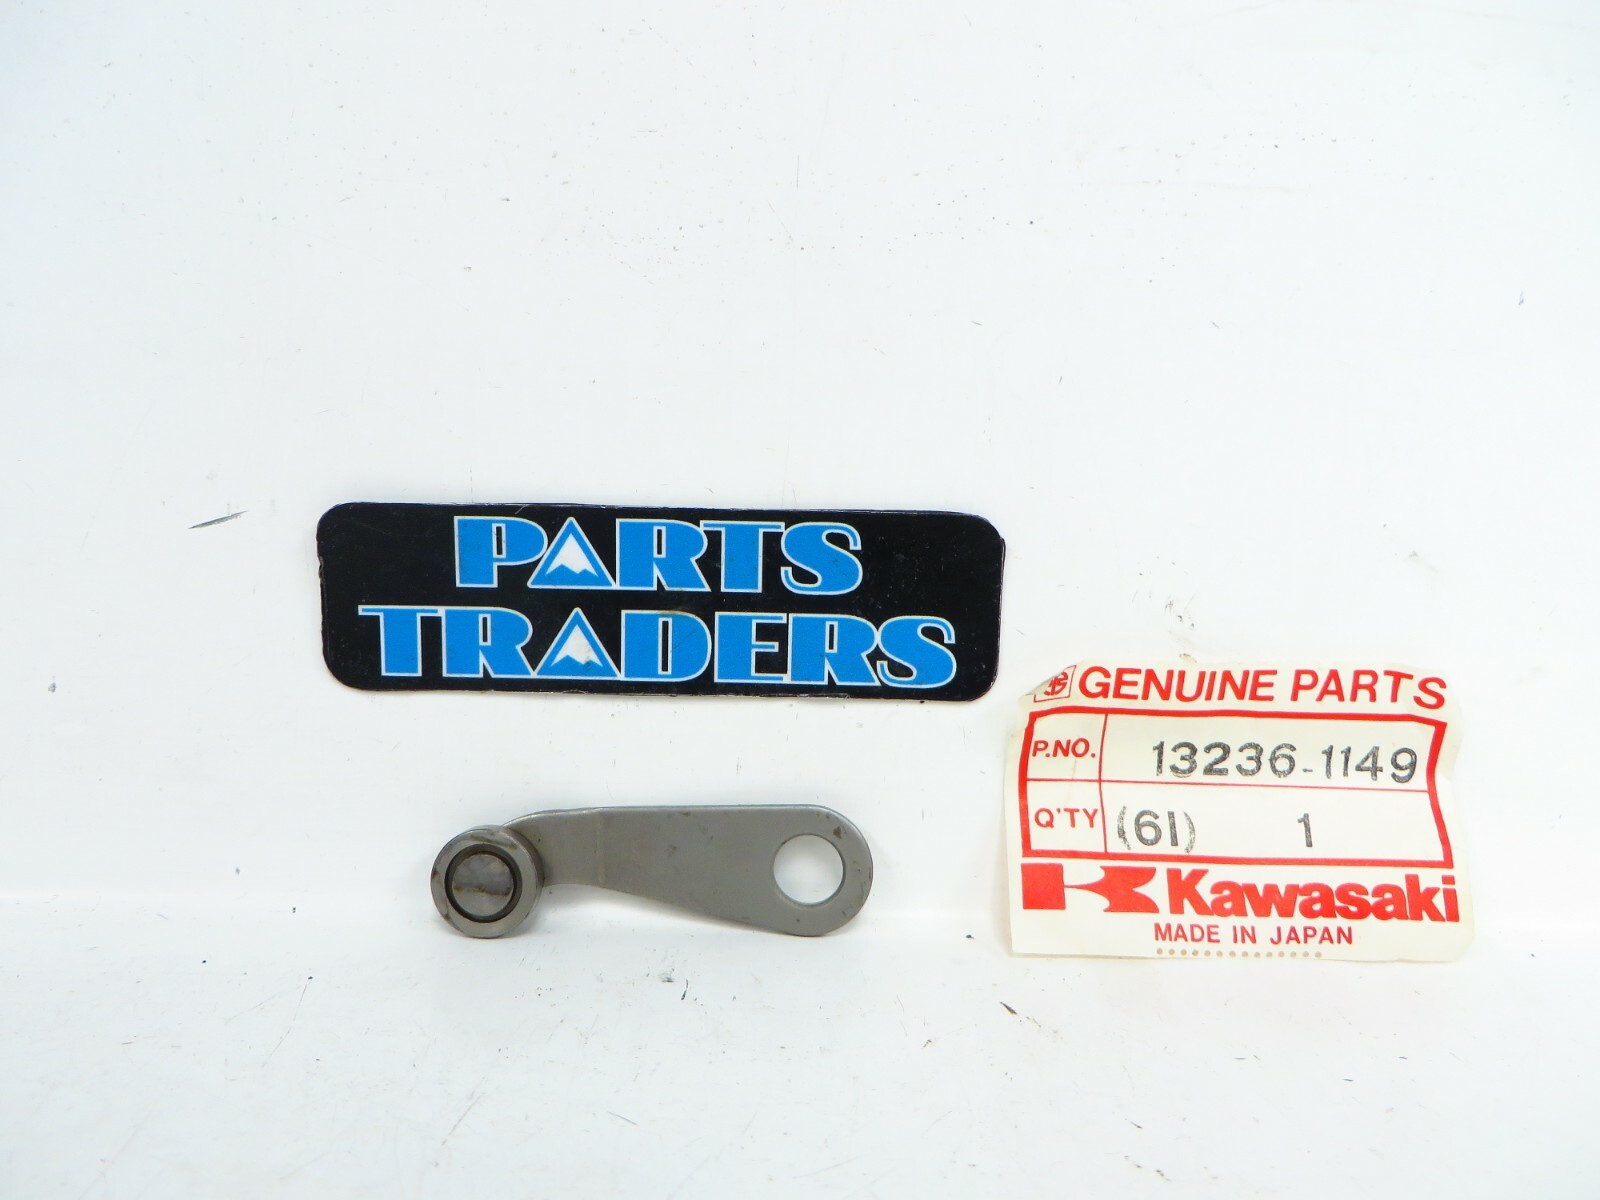 PARTS
TRADERS
GENUINE PARTS
P.NO. 13236-1149
Q'TY (61) 1
Kawasaki
MADE IN JAPAN